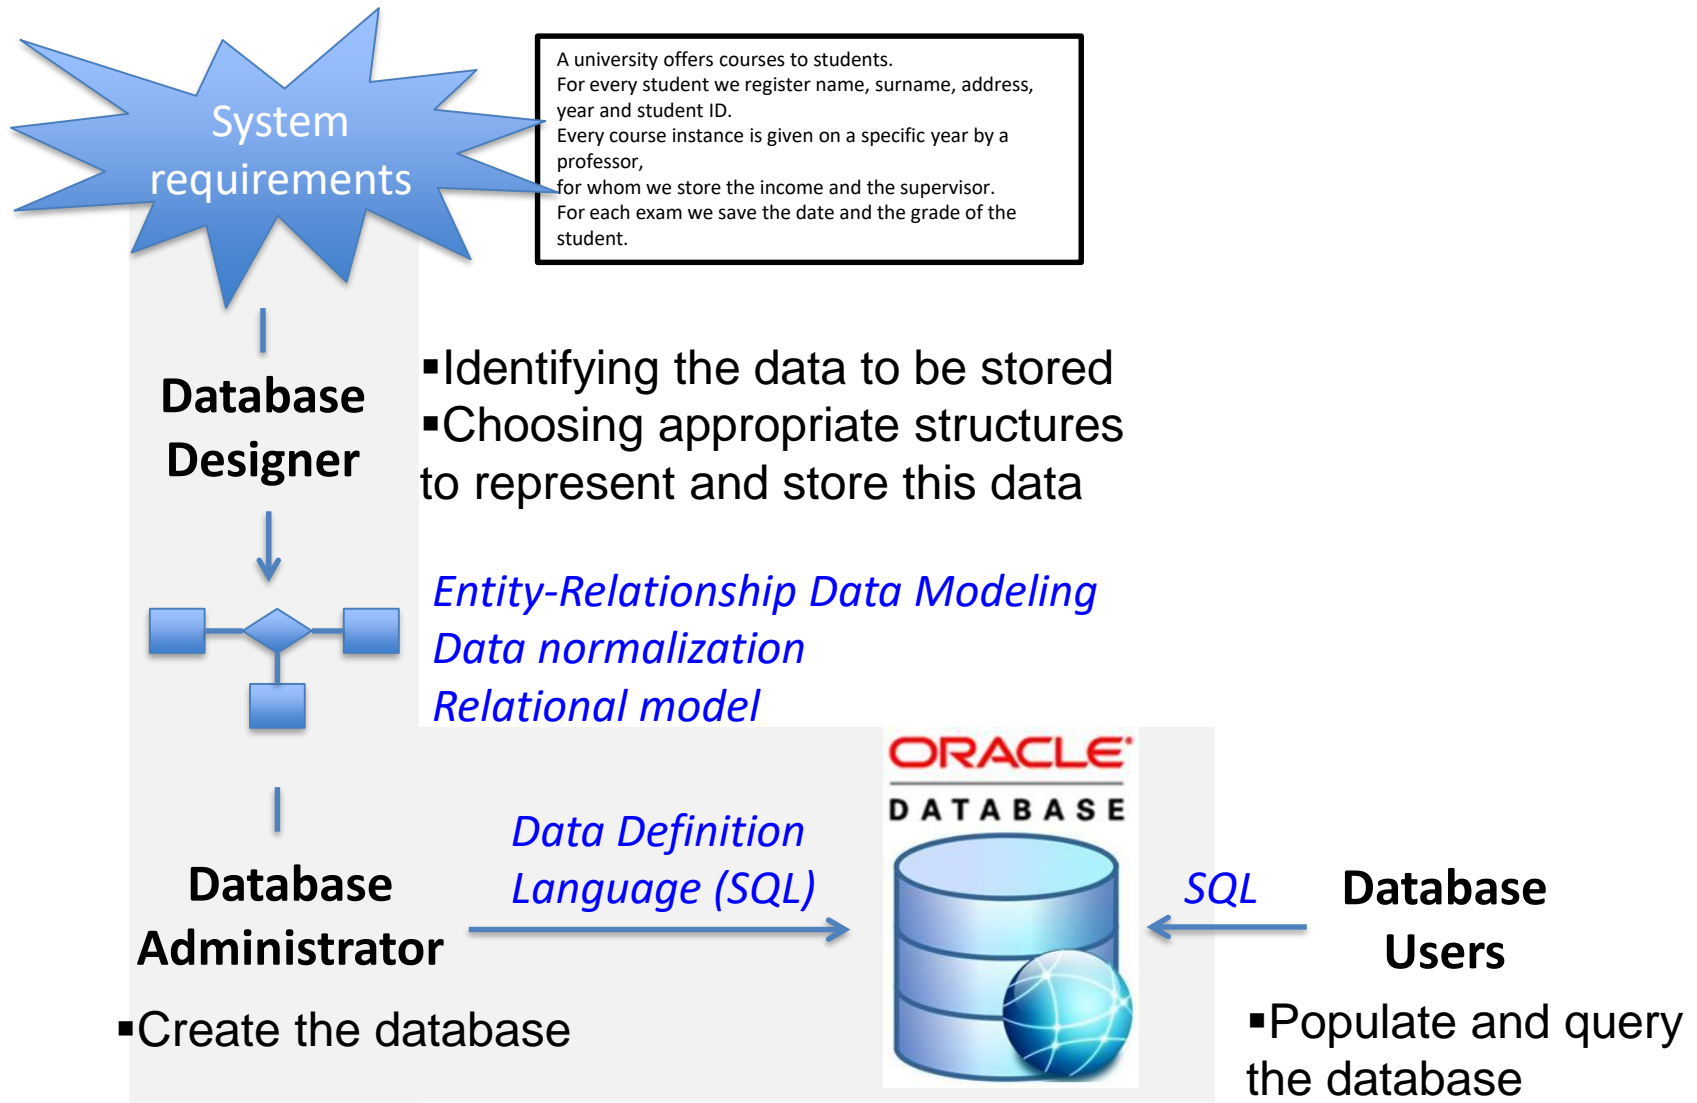 System
requirements
A university offers courses to students.
For every student we register name, surname, address,
year and student ID.
Every course instance is given on a specific year by a
professor,
for whom we store the income and the supervisor.
For each exam we save the date and the grade of the
student.
Database
Designer
▪Identifying the data to be stored
▪Choosing appropriate structures
to represent and store this data
Entity-Relationship Data Modeling
Data normalization
Relational model
Database
Administrator
▪Create the database
Data Definition
Language (SQL)
ORACLE
DATABASE
SQL
Database
Users
▪Populate and query
the database